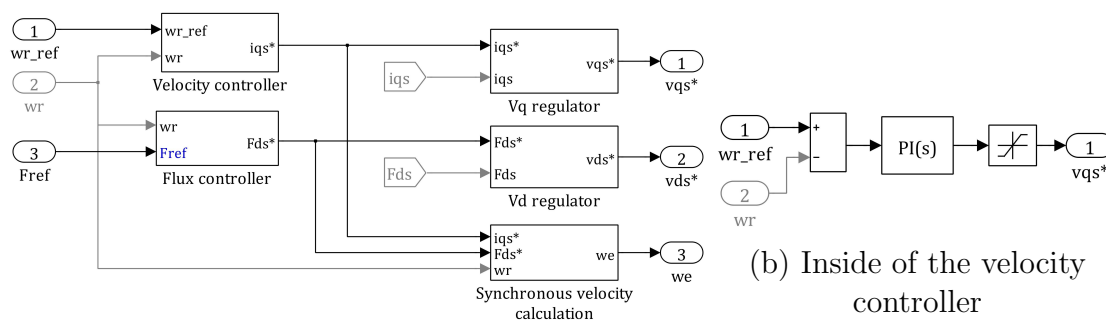 1
wr_ref
2
wr
3
Fref
wr_ref
wr
iqs*
Velocity controller
wr
Fref
Fds*
Flux controller
iqs
Fds
iqs*
iqs
vqs*
Vq regulator
Fds*
Fds
vds*
Vd regulator
iqs*
Fds*
wr
we
Synchronous velocity
calculation
1
vqs*
2
vds*
3
we
1
wr_ref
2
wr
+
−
PI(s)
1
vqs*
(b) Inside of the velocity
controller